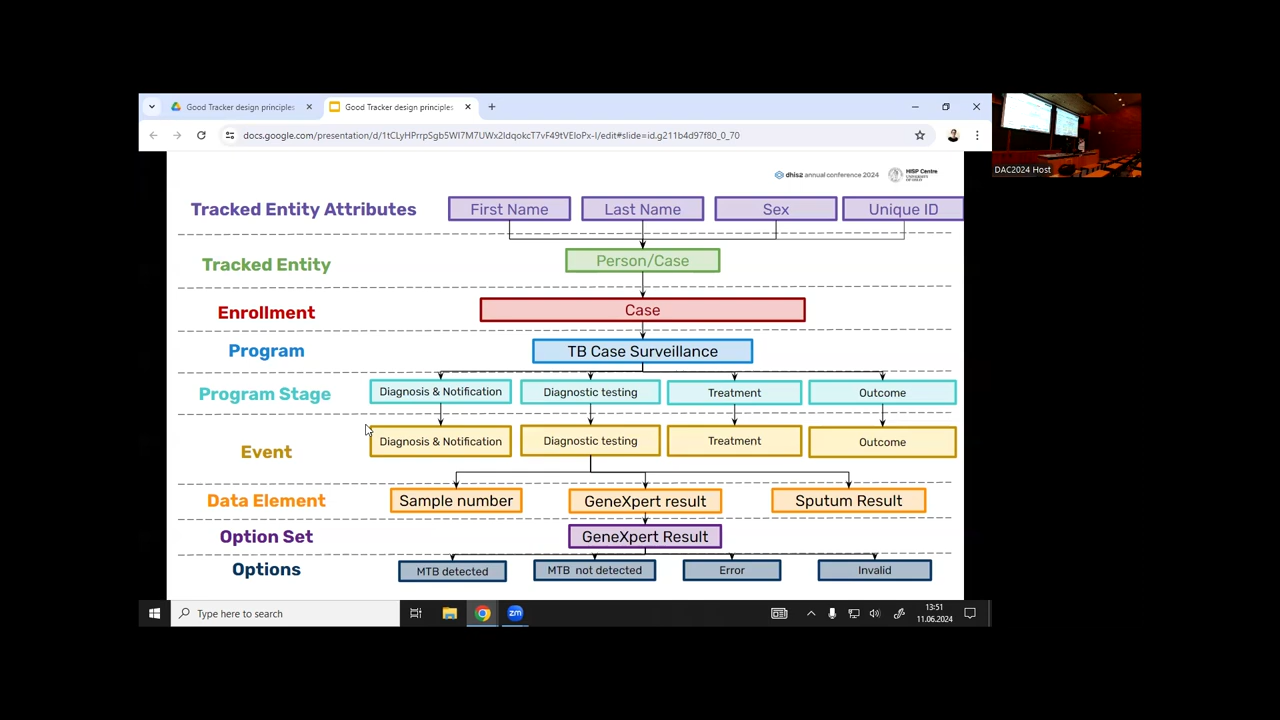 Good Tracker design principles
Good Tracker design principles
docs.google.com/presentation/d/1tCLyHPrrpSgb5WI7M7UWx2ldqokcT7vF49tVEIoPx-I/edit#slide=id.g211b4d97f80_0_70
dhis2 annual conference 2024
HISP Centre
DAC2024 Host
Tracked Entity Attributes
First Name
Last Name
Sex
Unique ID
Tracked Entity
Person/Case
Enrollment
Case
Program
TB Case Surveillance
Program Stage
Diagnosis & Notification
Diagnostic testing
Treatment
Outcome
Event
Diagnosis & Notification
Diagnostic testing
Treatment
Outcome
Data Element
Sample number
GeneXpert result
Sputum Result
Option Set
GeneXpert Result
Options
MTB detected
MTB not detected
Error
Invalid
Type here to search
zm
13:51
11.06.2024